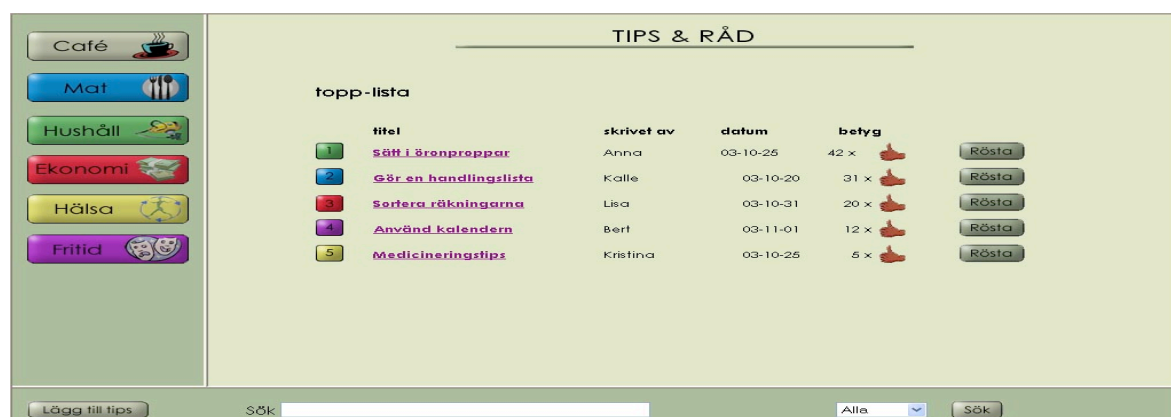 Café
Mat
Hushåll
Ekonomi
Hälsa
Fritid
TIPS & RÅD
topp-lista
titel skrivet av datum betyg
1 Sätt i öronproppar Anna 03-10-25 42 x Rösta
2 Gör en handlingslista Kalle 03-10-20 31 x Rösta
3 Sortera räkningarna Lisa 03-10-31 20 x Rösta
4 Använd kalendern Bert 03-11-01 12 x Rösta
5 Medicineringstips Kristina 03-10-25 5 x Rösta
Lägg till tips Sök Alla Sök